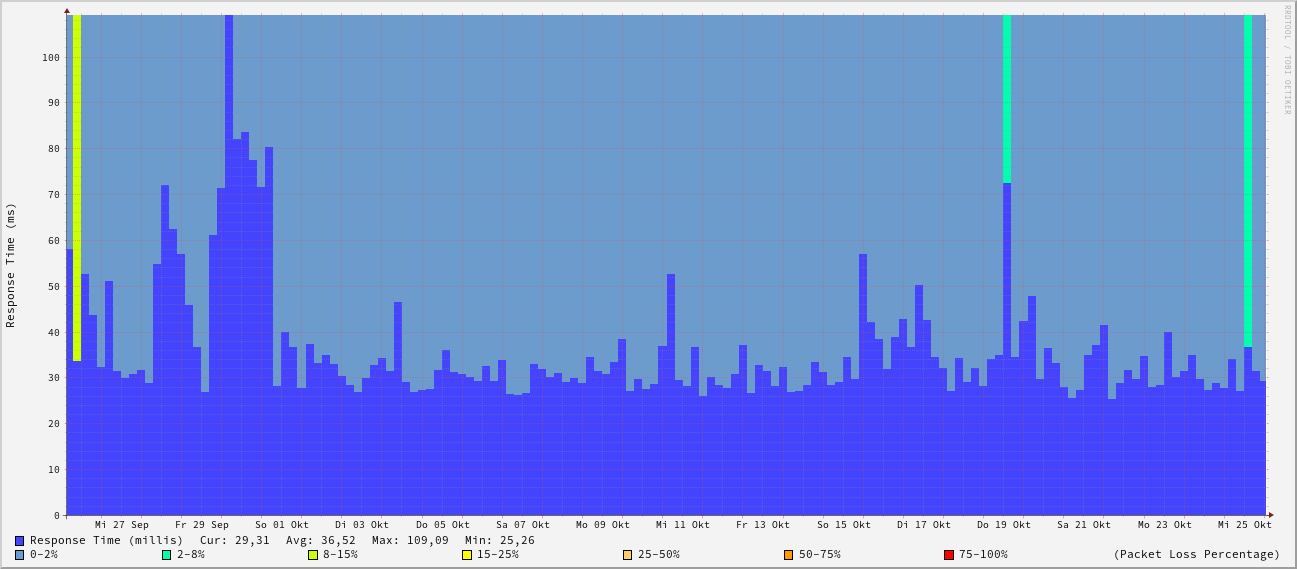 RRDTOOL / TOBI OETIKER
Response Time (ms)
100
90
80
70
60
50
40
30
20
10
0
Mi 27 Sep Fr 29 Sep So 01 Okt Di 03 Okt Do 05 Okt Sa 07 Okt Mo 09 Okt Mi 11 Okt Fr 13 Okt So 15 Okt Di 17 Okt Do 19 Okt Sa 21 Okt Mo 23 Okt Mi 25 Okt
Response Time (millis) Cur: 29,31 Avg: 36,52 Max: 109,09 Min: 25,26
0-2% 2-8% 8-15% 15-25% 25-50% 50-75% 75-100% (Packet Loss Percentage)